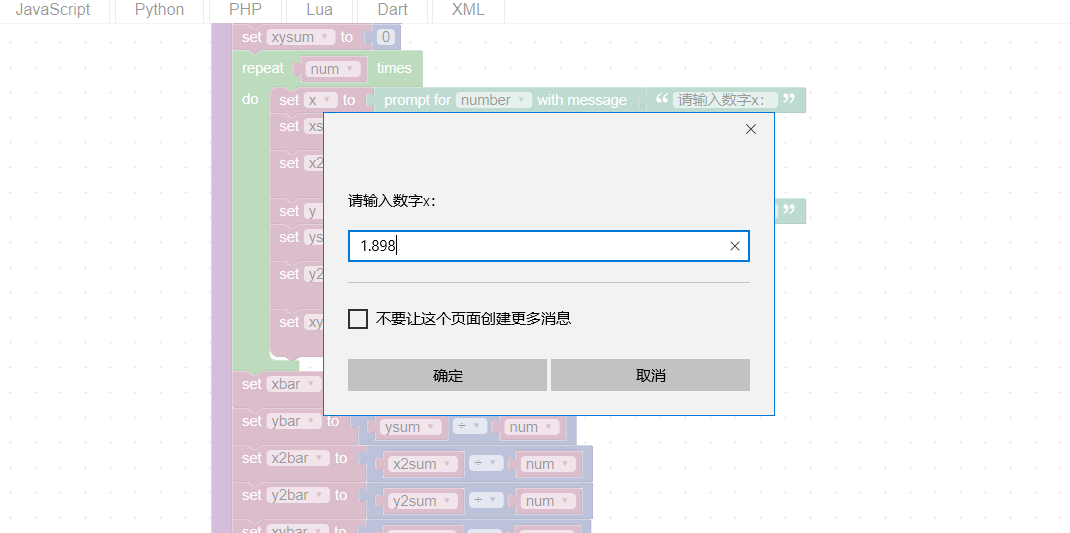 JavaScript Python PHP Lua Dart XML
set xysum to 0
repeat num times
do set x to prompt for number with message “ 请输入数字x： ”
set xs
set x2
请输入数字x：
set y ”
set ys
1.898
set y2
set xy
不要让这个页面创建更多消息
确定 取消
set xbar
set ybar to ysum ÷ num
set x2bar to x2sum ÷ num
set y2bar to y2sum ÷ num
set xybar to